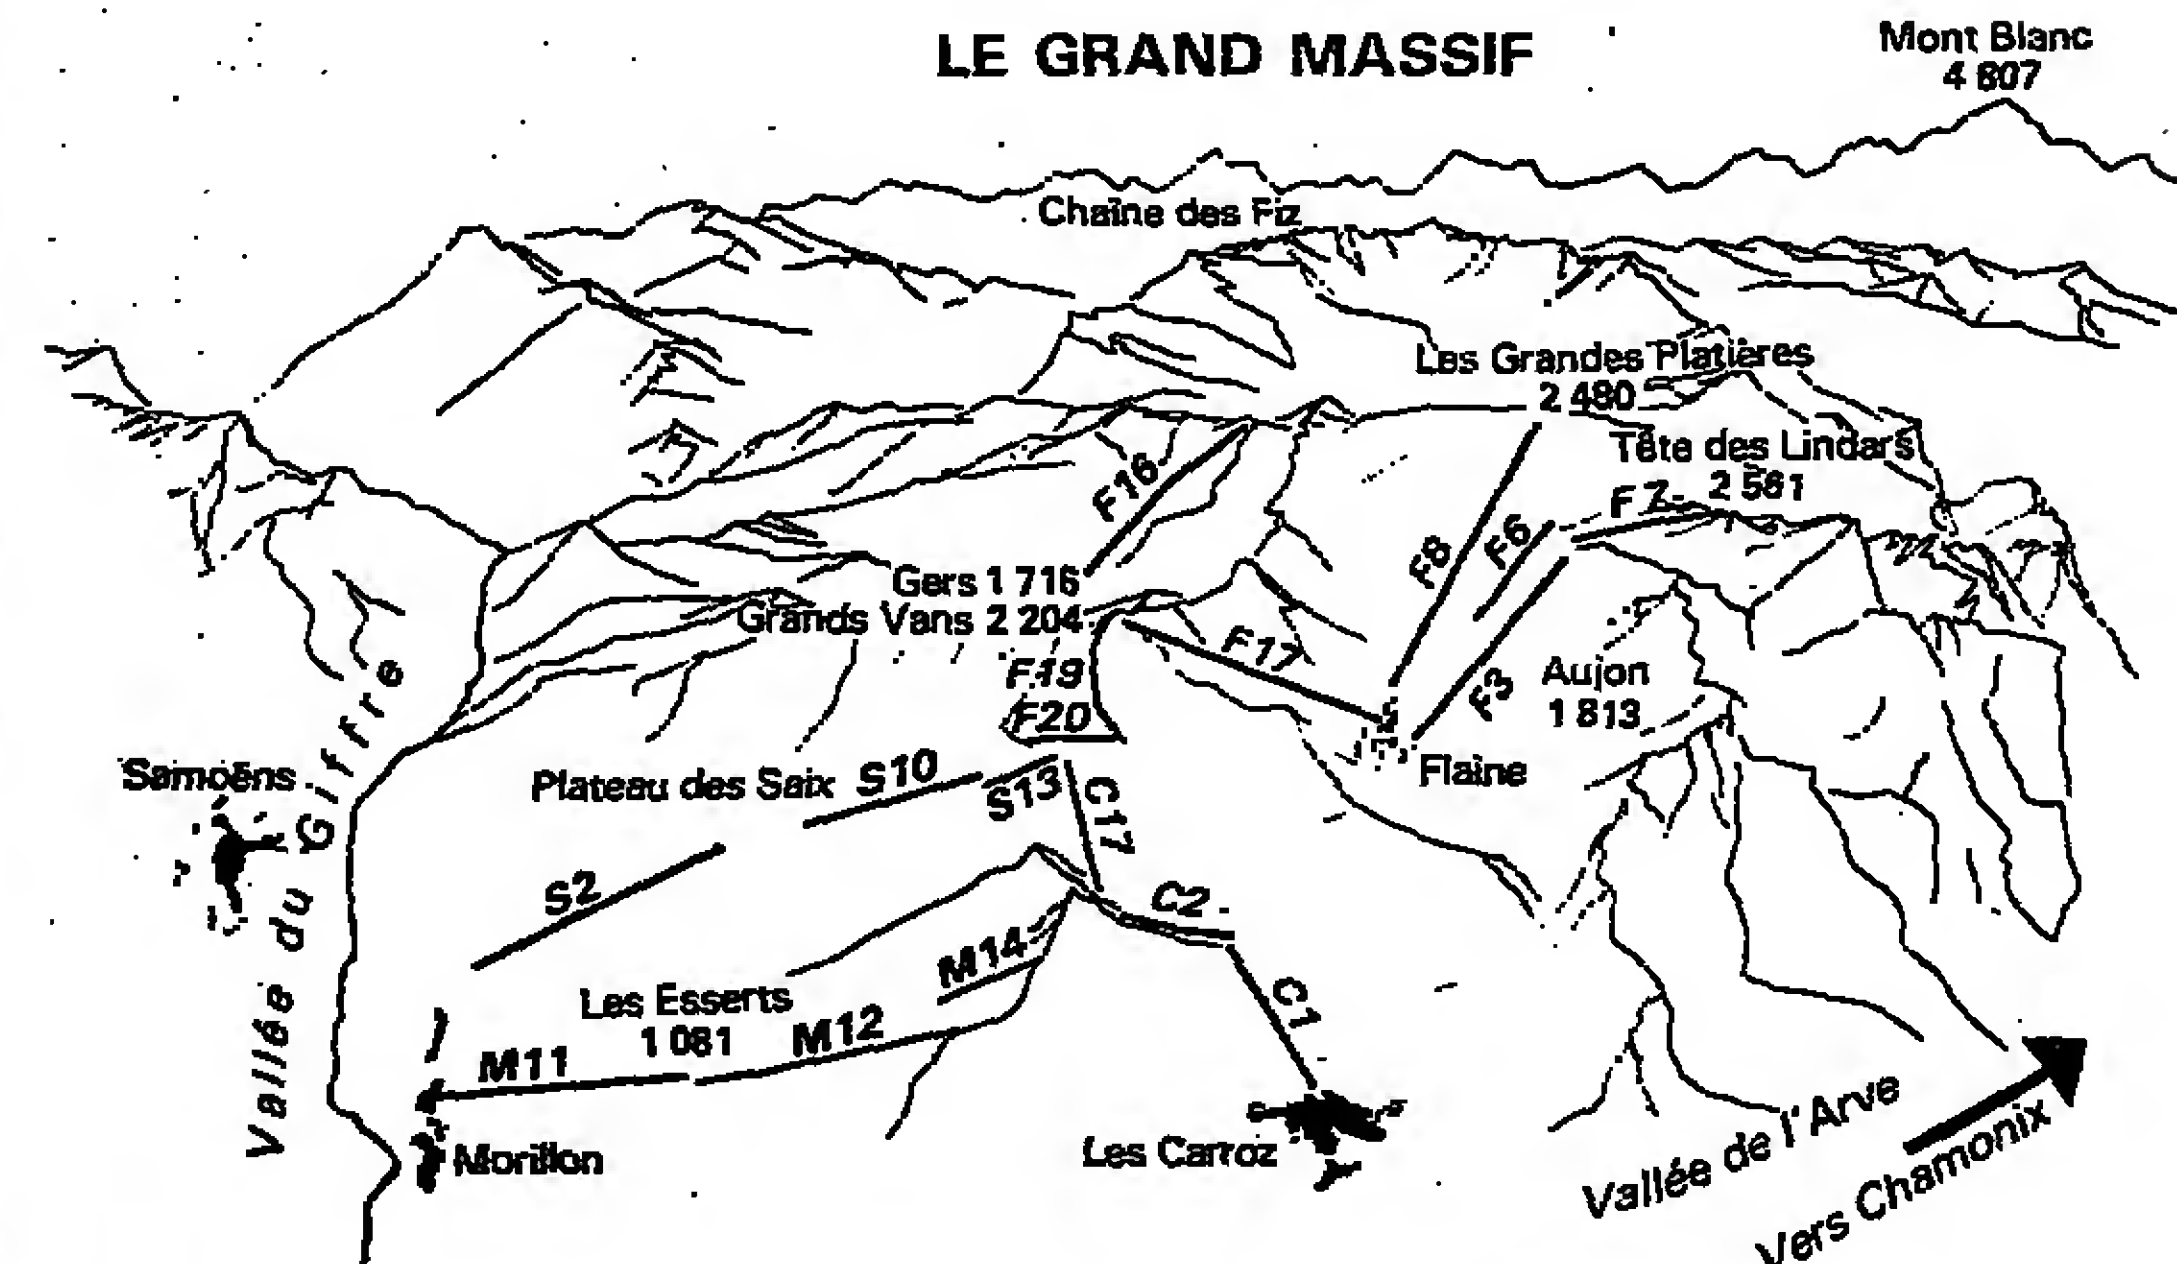 LE GRAND MASSIF
Mont Blanc
4 807
Chaîne des Fiz
Les Grandes Platières
2 480
Tête des Lindars
2 561
F 7
F16
F8
F6
Gers 1 716
Grands Vans 2 204
F17
F19
F20
F3
Aujon
1 813
Flaine
Samoëns
Vallée du Giffre
Plateau des Saix
S10
S13
C17
S2
C2
M14
Les Esserts
1 081
M11
M12
C1
Morillon
Les Carroz
Vallée de l'Arve
Vers Chamonix